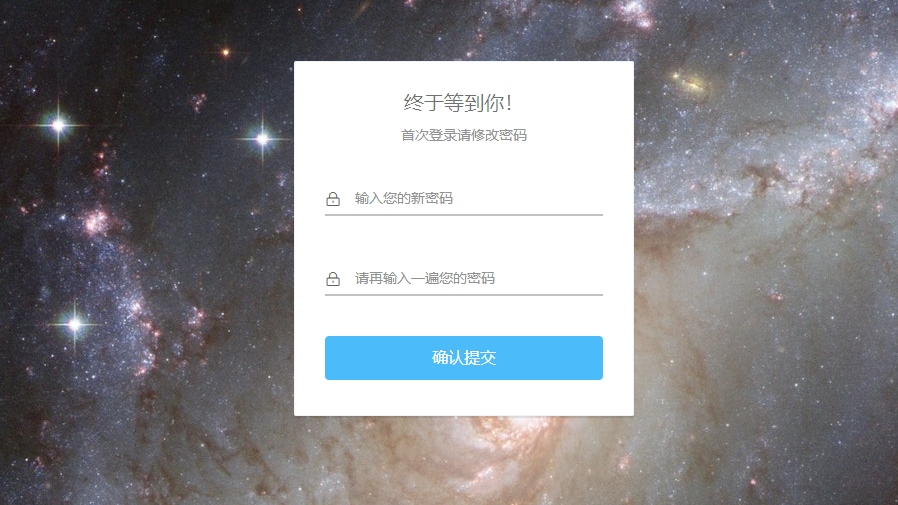 终于等到你！
首次登录请修改密码
输入您的新密码
请再输入一遍您的密码
确认提交